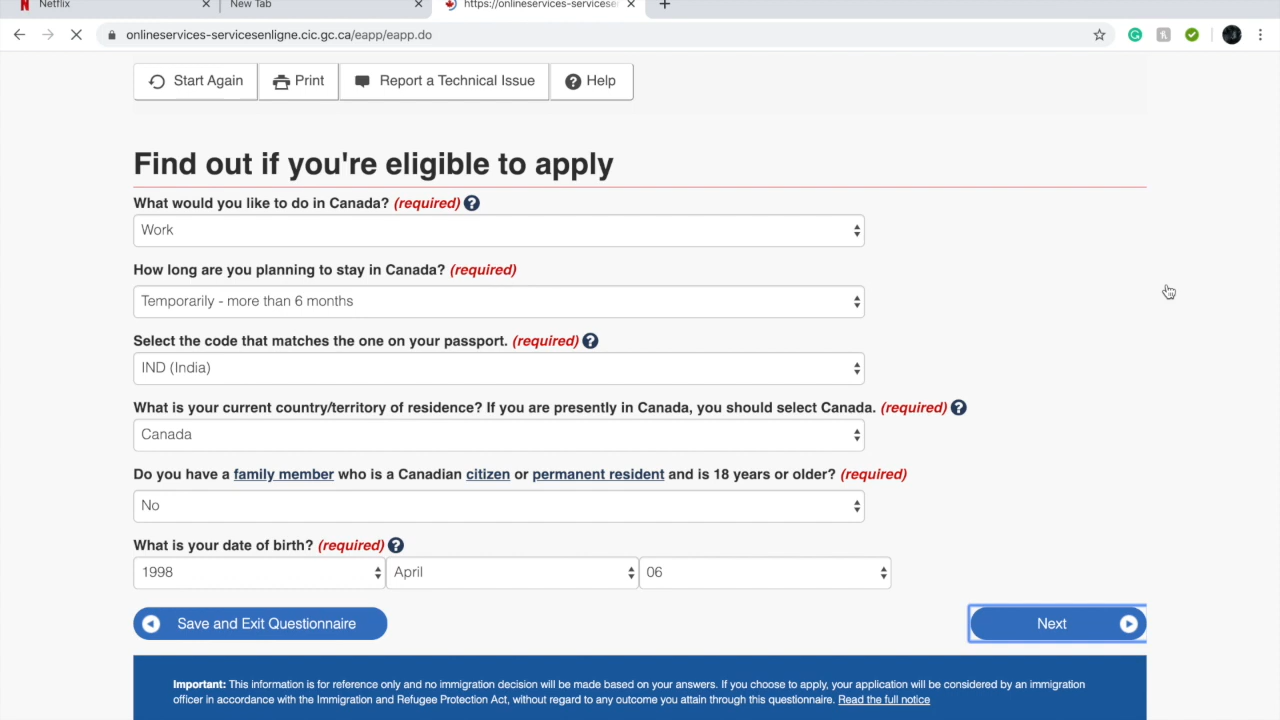 Netflix
New Tab
https://onlineservices-servicese
onlineservices-servicesenligne.cic.gc.ca/eapp/eapp.do
Start Again
Print
Report a Technical Issue
Help
Find out if you're eligible to apply
What would you like to do in Canada? (required)
Work
How long are you planning to stay in Canada? (required)
Temporarily - more than 6 months
Select the code that matches the one on your passport. (required)
IND (India)
What is your current country/territory of residence? If you are presently in Canada, you should select Canada. (required)
Canada
Do you have a family member who is a Canadian citizen or permanent resident and is 18 years or older? (required)
No
What is your date of birth? (required)
1998 April 06
Save and Exit Questionnaire
Next
Important: This information is for reference only and no immigration decision will be made based on your answers. If you choose to apply, your application will be considered by an immigration
officer in accordance with the Immigration and Refugee Protection Act, without regard to any outcome you attain through this questionnaire. Read the full notice